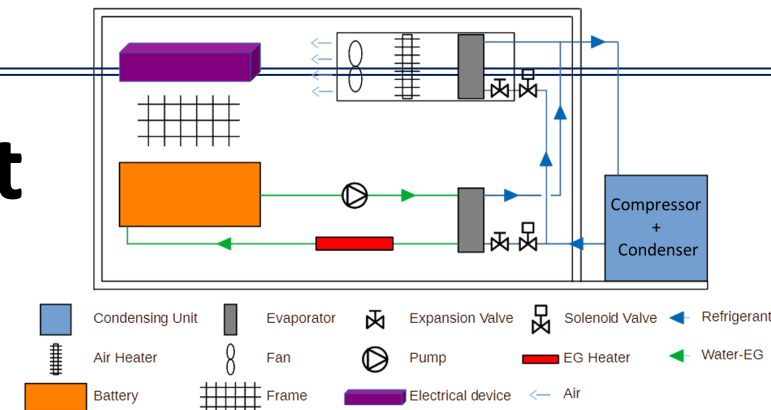 t
Compressor
+
Condenser
Condensing Unit Evaporator Expansion Valve Solenoid Valve Refrigerant
Air Heater Fan Pump EG Heater Water-EG
Battery Frame Electrical device Air